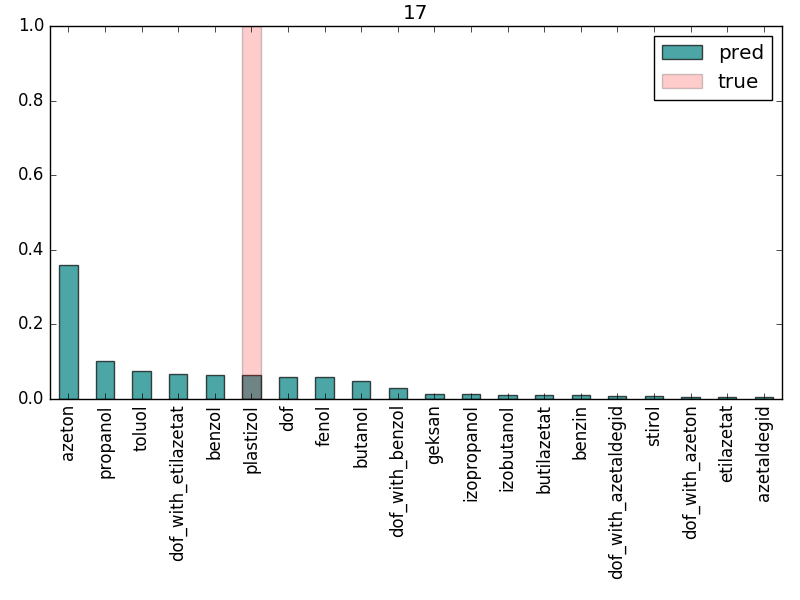 17
1.0
0.8
0.6
0.4
0.2
0.0
pred
true
azeton
propanol
toluol
dof_with_etilazetat
benzol
plastizol
dof
fenol
butanol
dof_with_benzol
geksan
izopropanol
izobutanol
butilazetat
benzin
dof_with_azetaldegid
stirol
dof_with_azeton
etilazetat
azetaldegid